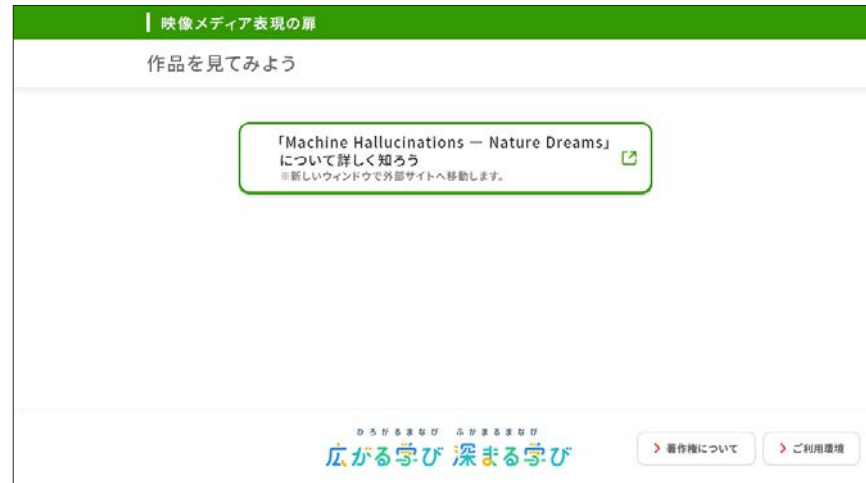 映像メディア表現の扉
作品を見てみよう
「Machine Hallucinations — Nature Dreams」
について詳しく知ろう
※新しいウィンドウで外部サイトへ移動します。
ひろがるまなび ふかまるまなび
広がる学び 深まる学び
著作権について
ご利用環境